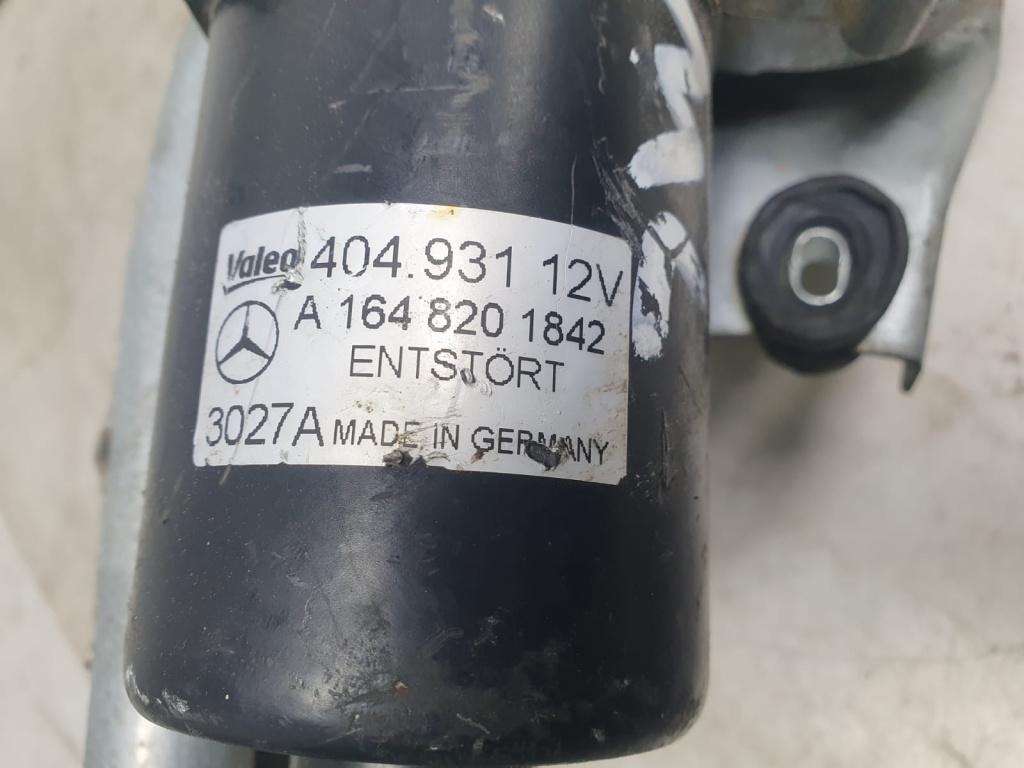 Valeo 404.931 12V
A 164 820 1842
ENTSTÖRT
3027A MADE IN GERMANY